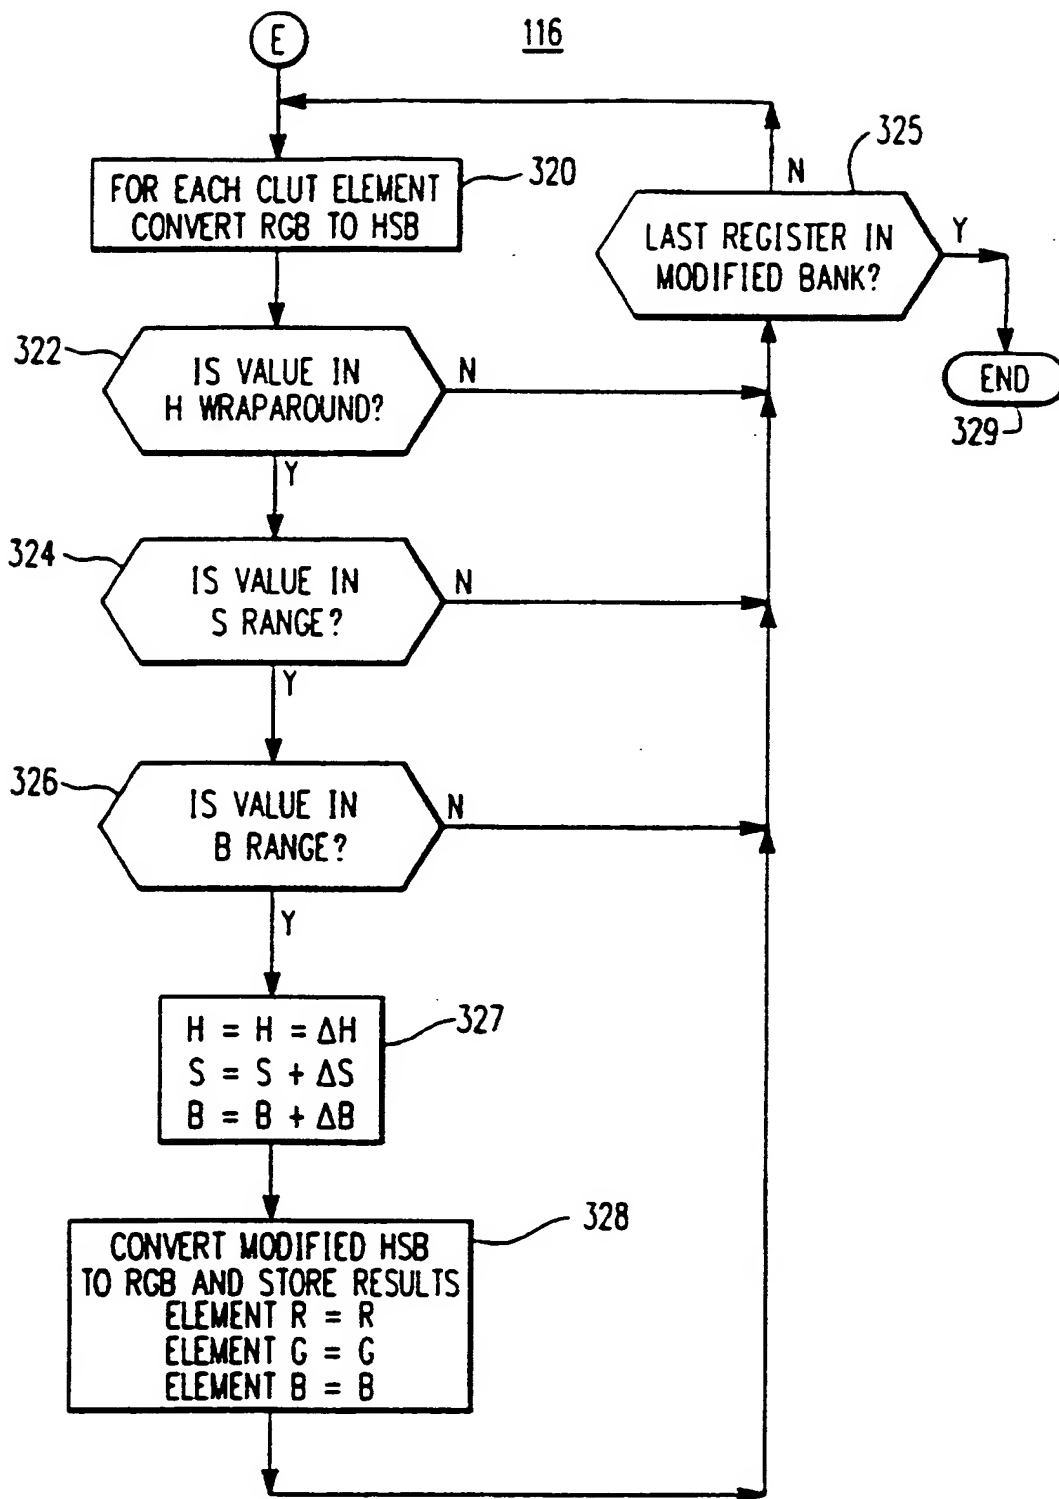 E
116
FOR EACH CLUT ELEMENT
CONVERT RGB TO HSB
320
325
N
LAST REGISTER IN
MODIFIED BANK?
Y
END
329
322
IS VALUE IN
H WRAPAROUND?
N
Y
324
IS VALUE IN
S RANGE?
N
Y
326
IS VALUE IN
B RANGE?
N
Y
H = H = ΔH
S = S + ΔS
B = B + ΔB
327
CONVERT MODIFIED HSB
TO RGB AND STORE RESULTS
ELEMENT R = R
ELEMENT G = G
ELEMENT B = B
328